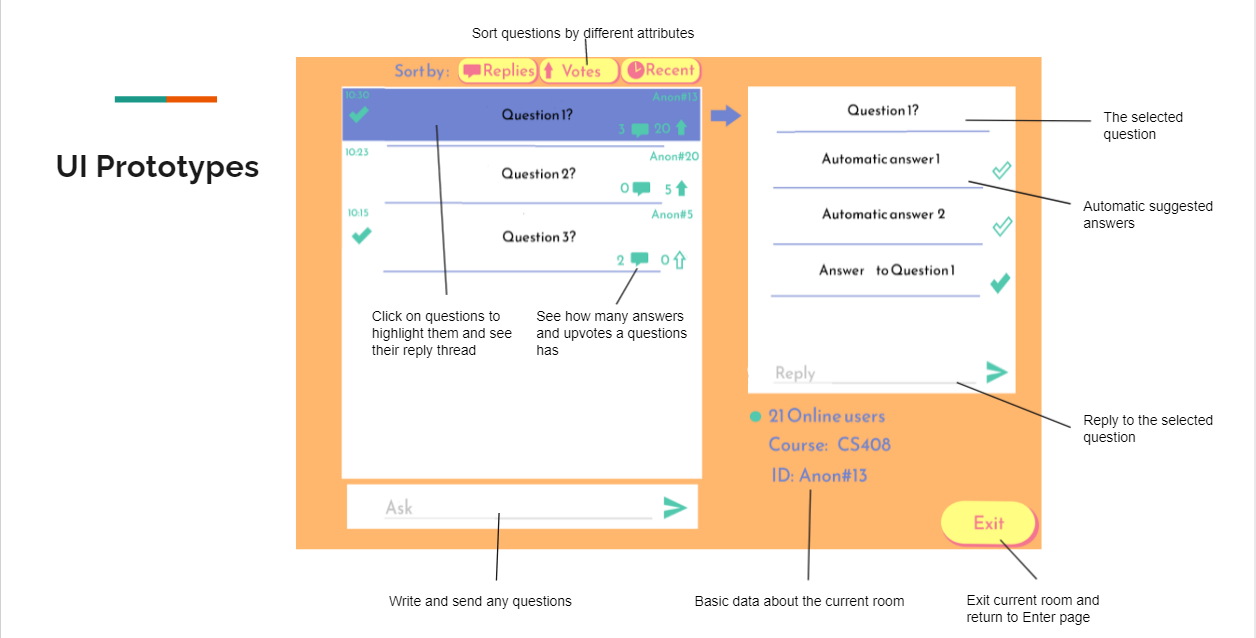 Sort questions by different attributes
UI Prototypes
Sort by: Replies Votes Recent
10:30 Anon#13
Question 1?
3 20
10:23 Anon#20
Question 2?
0 5
10:15 Anon#5
Question 3?
2 0
Click on questions to
highlight them and see
their reply thread
See how many answers
and upvotes a questions
has
Ask
Write and send any questions
Question 1?
Automatic answer 1
Automatic answer 2
Answer to Question 1
Reply
The selected
question
Automatic suggested
answers
Reply to the selected
question
21 Online users
Course: CS408
ID: Anon#13
Basic data about the current room
Exit
Exit current room and
return to Enter page